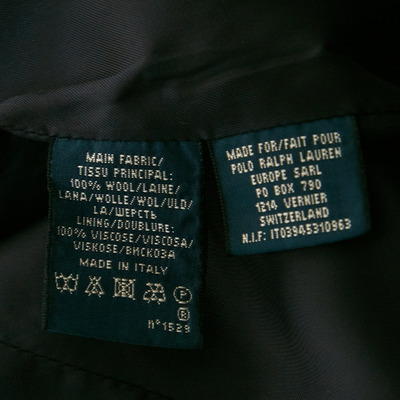 MAIN FABRIC/
TISSU PRINCIPAL:
100% WOOL/LAINE/
LANA/WOLLE/WOL/ULD/
LA/ШЕРСТЬ
LINING/DOUBLURE:
100% VISCOSE/VISCOSA/
VISKOSE/ВИСКОЗА
MADE IN ITALY
P
R
n°1529
MADE FOR/FAIT POUR
POLO RALPH LAUREN
EUROPE SARL
PO BOX 790
1214 VERNIER
SWITZERLAND
N.I.F: IT03945310963